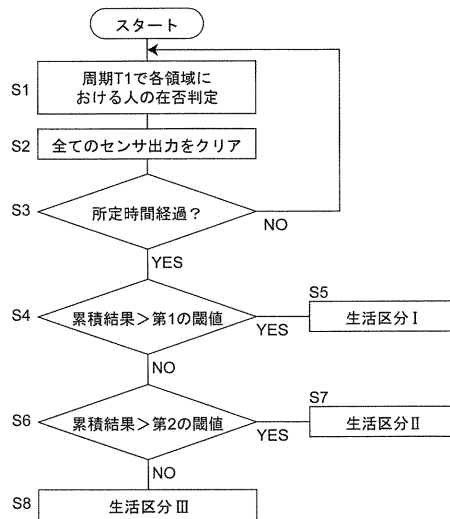 スタート
S1
周期T1で各領域に
おける人の在否判定
S2
全てのセンサ出力をクリア
S3
所定時間経過？
NO
YES
S4
累積結果＞第1の閾値
YES
S5
生活区分Ⅰ
NO
S6
累積結果＞第2の閾値
YES
S7
生活区分Ⅱ
NO
S8
生活区分Ⅲ